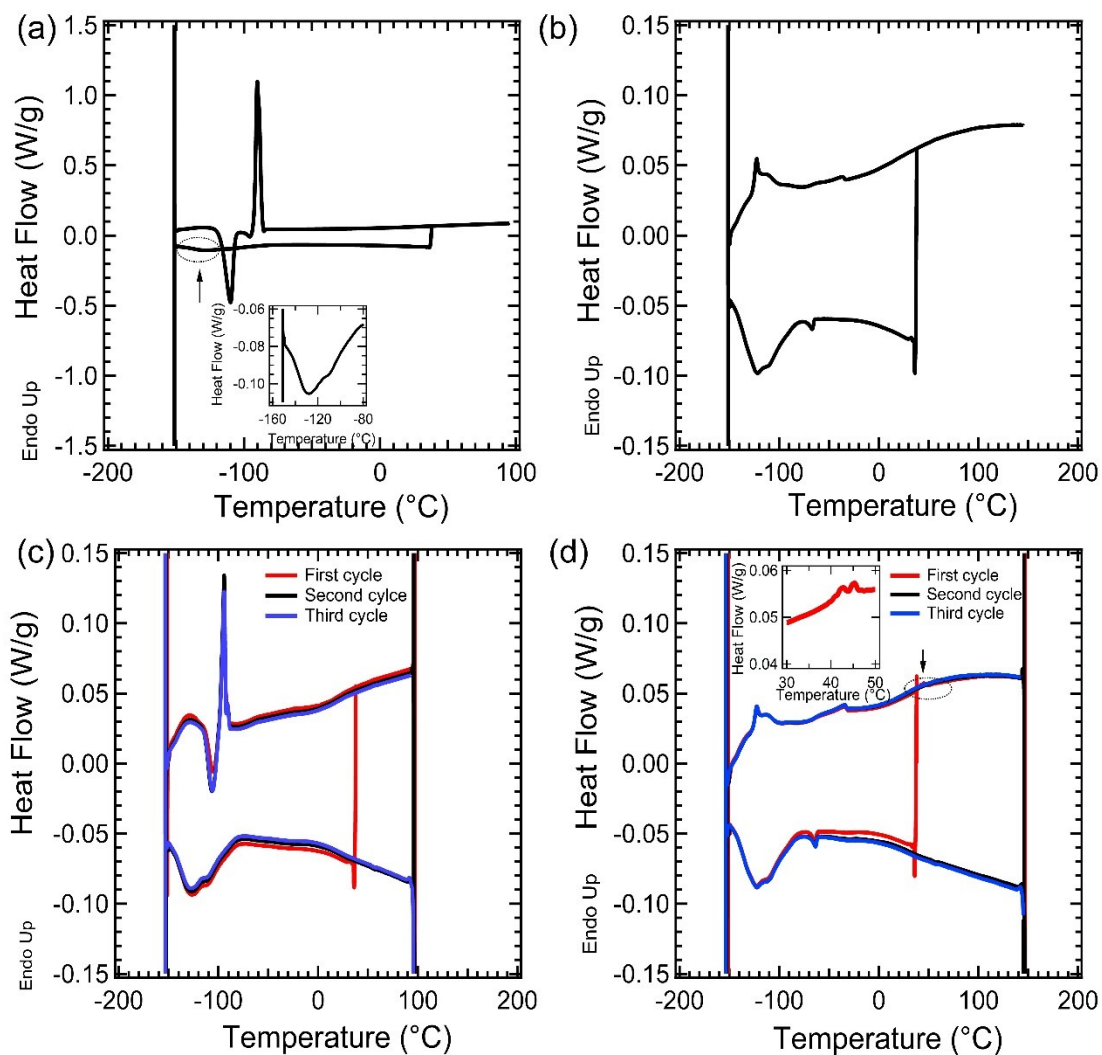 (a)
1.5
1.0
0.5
0.0
-0.5
-1.0
-1.5
Heat Flow (W/g)
Endo Up
-200
-100
0
100
Temperature (°C)
-0.06
-0.08
-0.10
Heat Flow (W/g)
-160
-120
-80
Temperature (°C)
(b)
0.15
0.10
0.05
0.00
-0.05
-0.10
-0.15
Heat Flow (W/g)
Endo Up
-200
-100
0
100
200
Temperature (°C)
(c)
0.15
0.10
0.05
0.00
-0.05
-0.10
-0.15
Heat Flow (W/g)
Endo Up
First cycle
Second cylce
Third cycle
-200
-100
0
100
200
Temperature (°C)
(d)
0.15
0.10
0.05
0.00
-0.05
-0.10
-0.15
Heat Flow (W/g)
Endo Up
0.06
0.05
0.04
Heat Flow (W/g)
30
40
50
Temperature (°C)
First cycle
Second cycle
Third cycle
-200
-100
0
100
200
Temperature (°C)